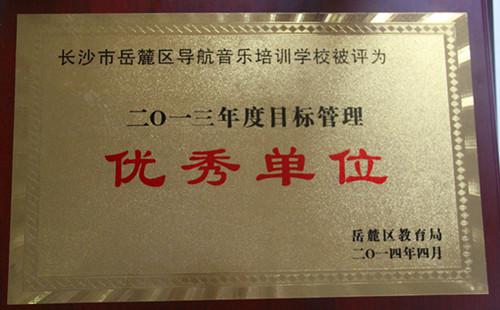 长沙市岳麓区导航音乐培训学校被评为
二〇一三年度目标管理
优秀单位
岳麓区教育局
二〇一四年四月